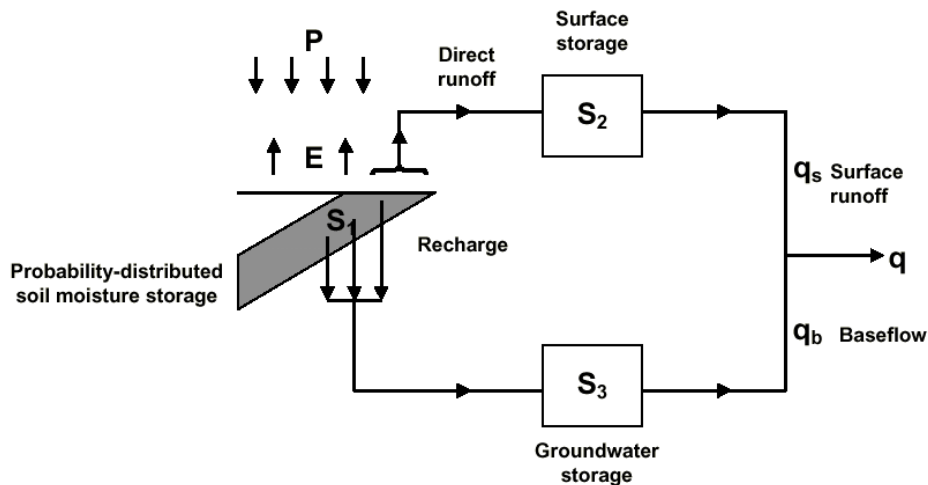 P
Surface
storage
Direct
runoff
S₂
E
qₛ Surface
runoff
S₁
Recharge
q
Probability-distributed
soil moisture storage
q_b Baseflow
S₃
Groundwater
storage